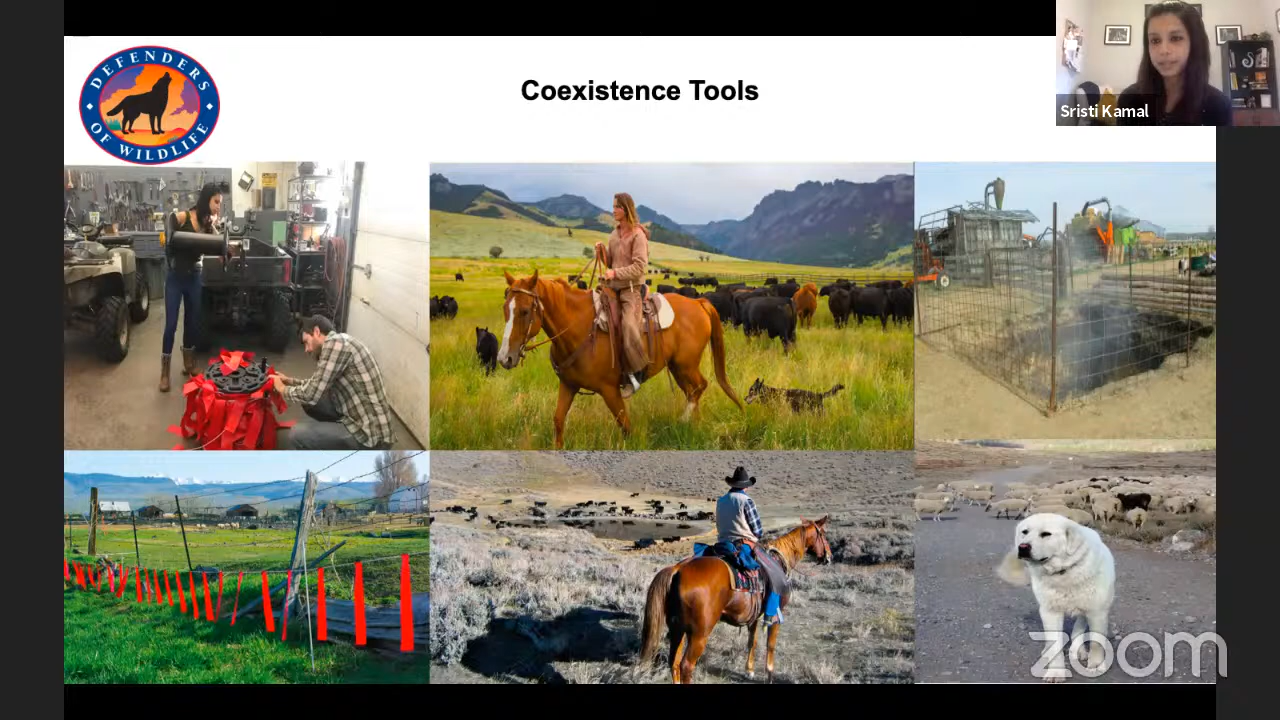 DEFENDERS
OF WILDLIFE
Coexistence Tools
Sristi Kamal
zoom